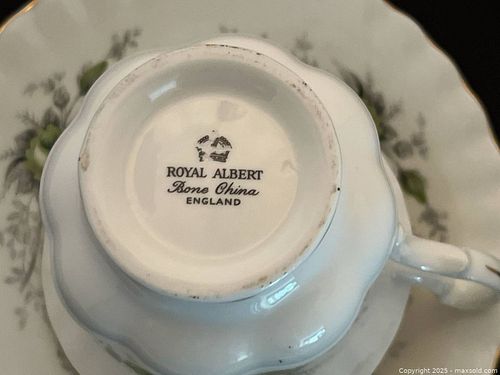 ROYAL ALBERT
Bone China
ENGLAND
Copyright 2025 - maxsold.com